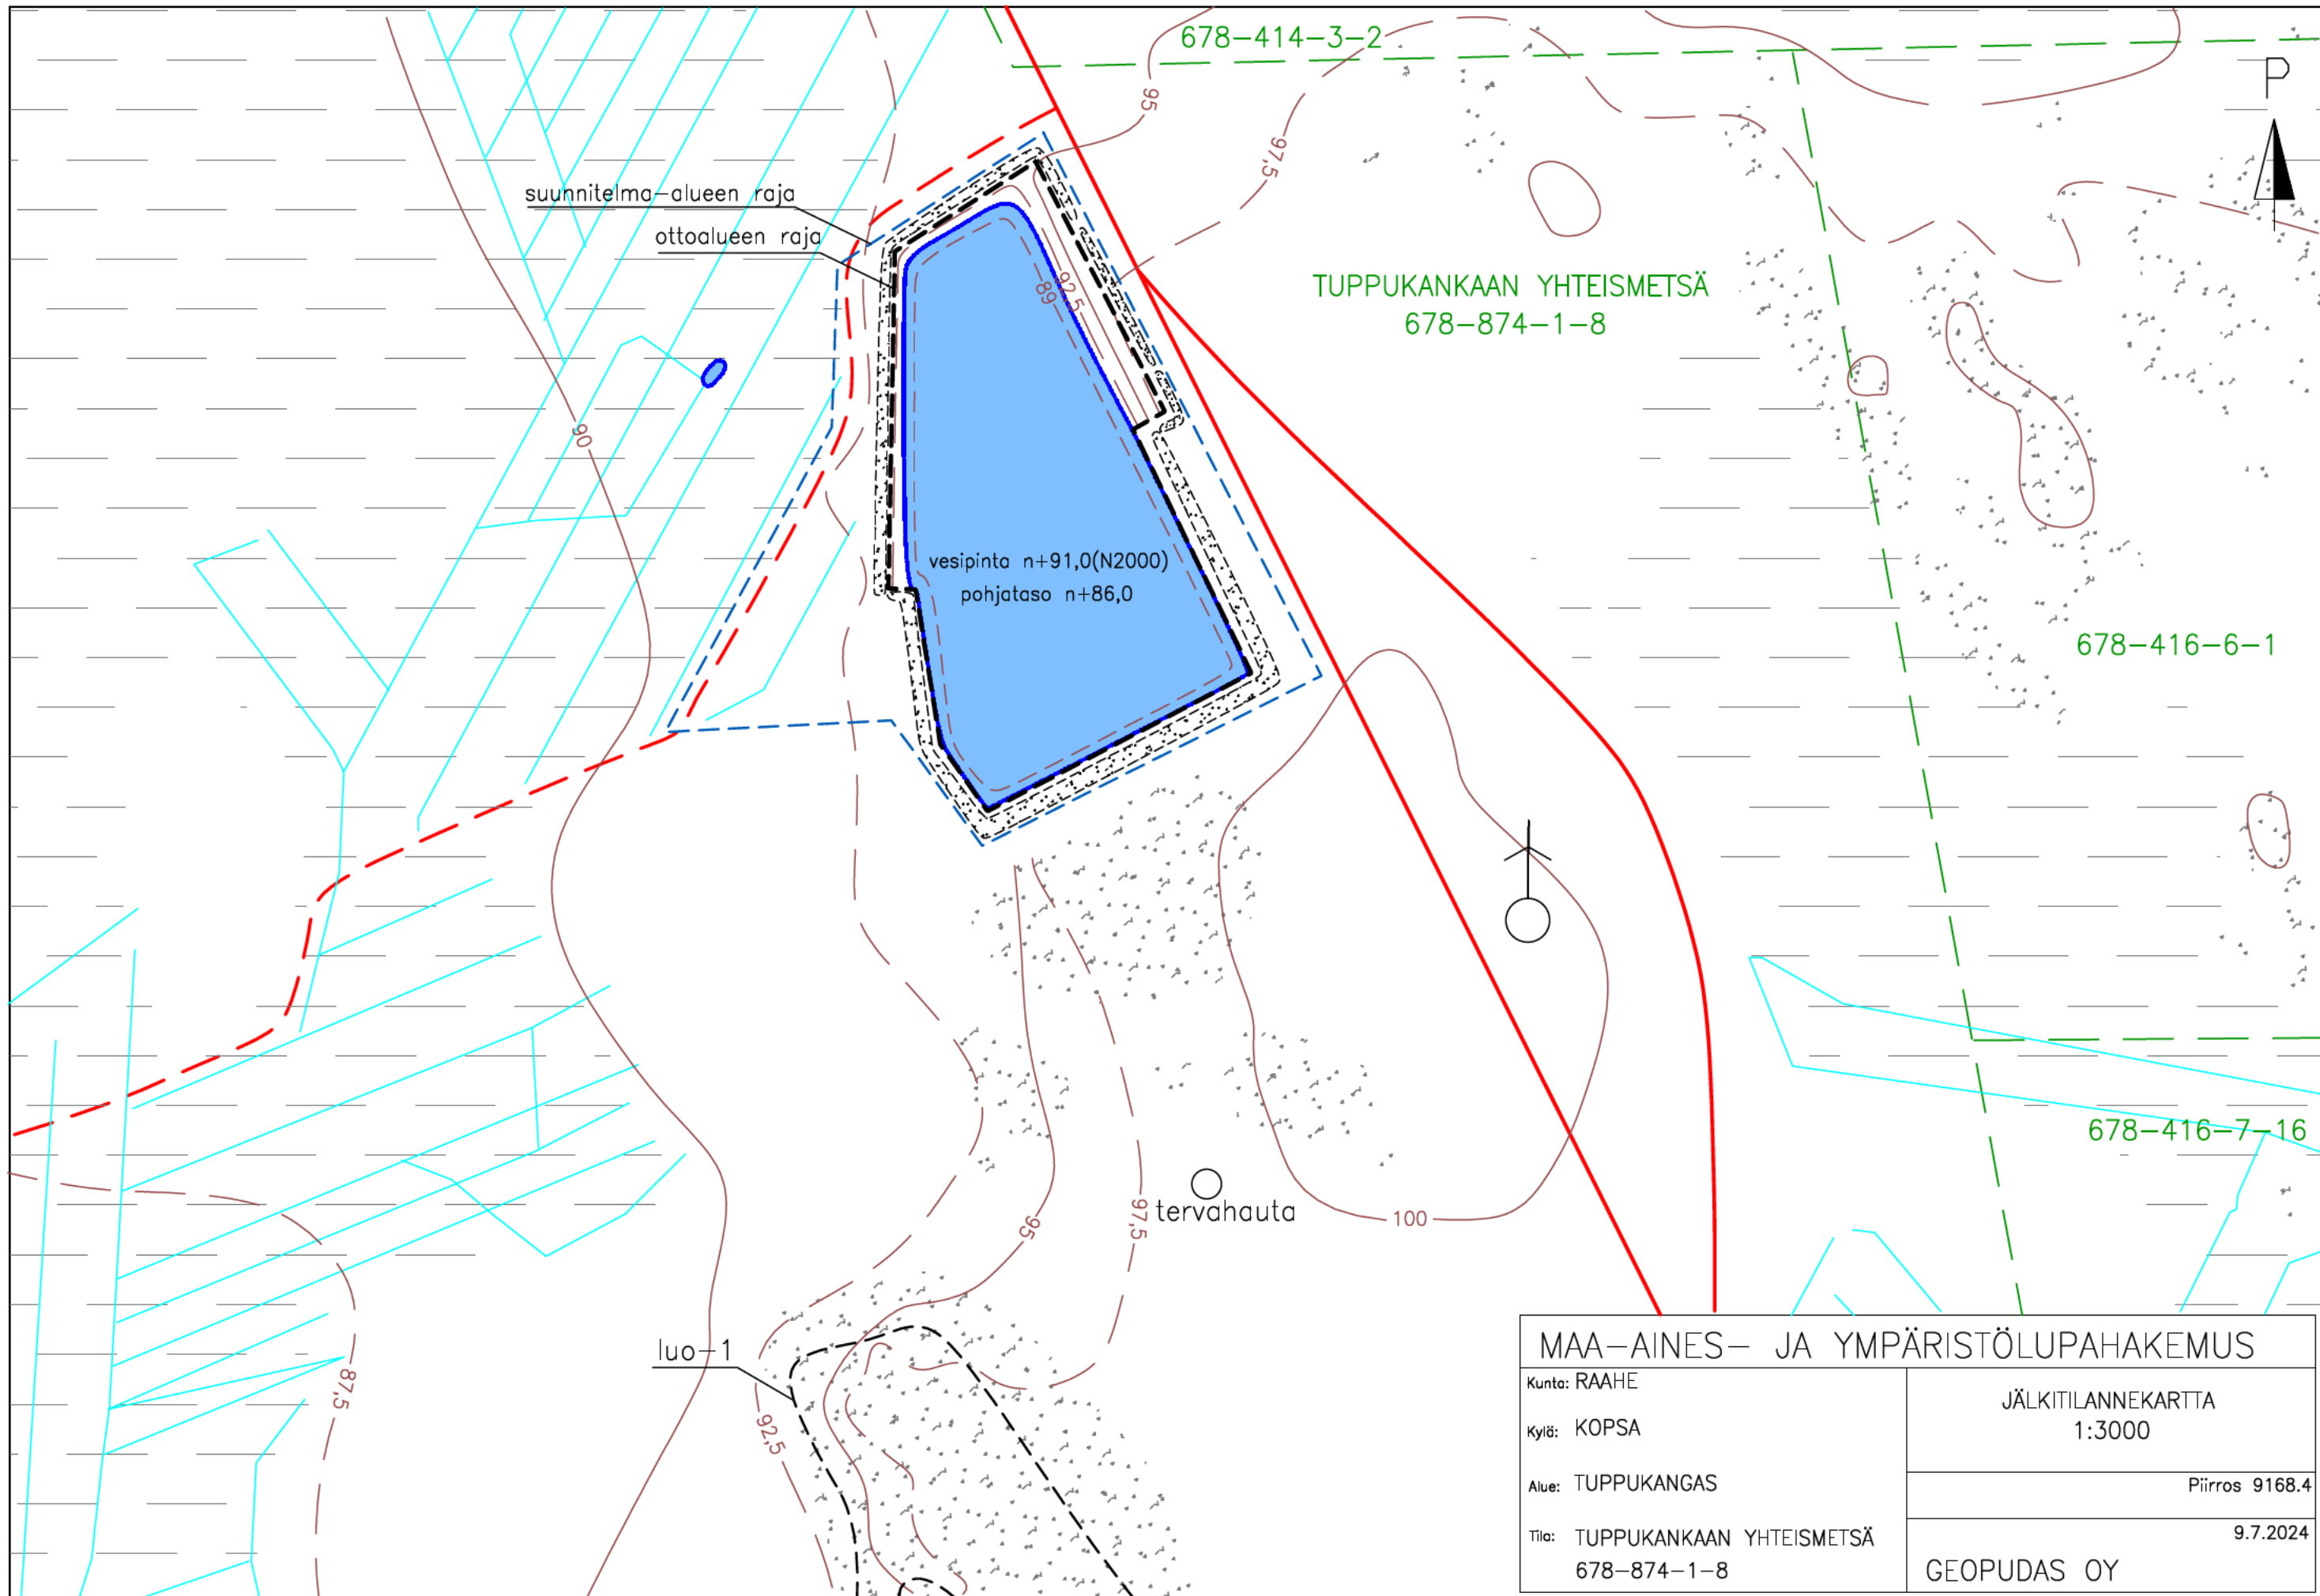 678-414-3-2
P
95
97,5
suunnitelma-alueen raja
ottoalueen raja
92,5
89
TUPPUKANKAAN YHTEISMETSÄ
678-874-1-8
90
vesipinta n+91,0(N2000)
pohjataso n+86,0
678-416-6-1
678-416-7-16
95
97,5
tervahauta
100
luo-1
87,5
92,5
MAA-AINES- JA YMPÄRISTÖLUPAHAKEMUS
Kunta: RAAHE
Kylä: KOPSA
Alue: TUPPUKANGAS
Tila: TUPPUKANKAAN YHTEISMETSÄ
678-874-1-8
JÄLKITILANNEKARTTA
1:3000
Piirros 9168.4
9.7.2024
GEOPUDAS OY